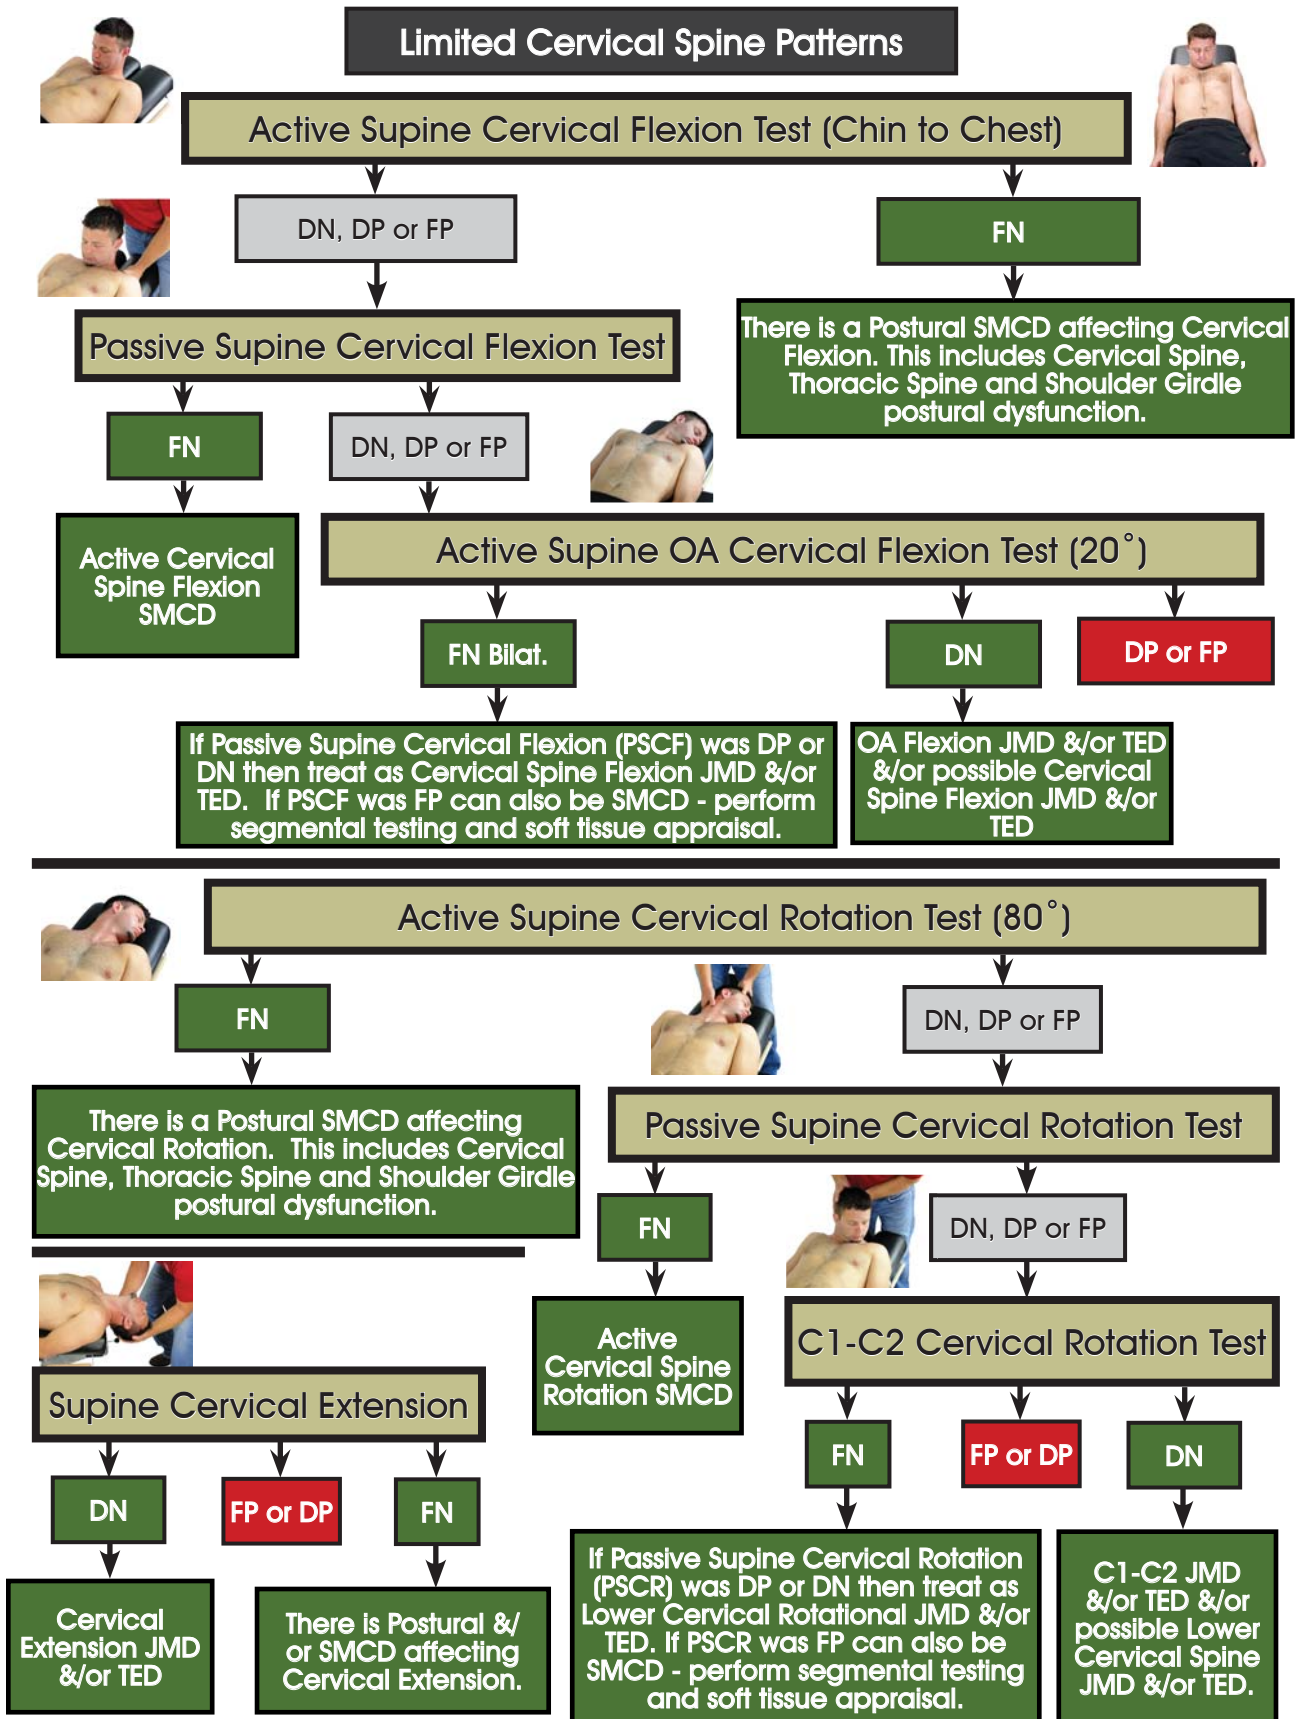 Limited Cervical Spine Patterns
Active Supine Cervical Flexion Test (Chin to Chest)
DN, DP or FP
FN
Passive Supine Cervical Flexion Test
There is a Postural SMCD affecting Cervical
Flexion. This includes Cervical Spine,
Thoracic Spine and Shoulder Girdle
postural dysfunction.
FN
DN, DP or FP
Active Cervical
Spine Flexion
SMCD
Active Supine OA Cervical Flexion Test (20°)
FN Bilat.
DN
DP or FP
If Passive Supine Cervical Flexion (PSCF) was DP or
DN then treat as Cervical Spine Flexion JMD &/or
TED.  If PSCF was FP can also be SMCD - perform
segmental testing and soft tissue appraisal.
OA Flexion JMD &/or TED
&/or possible Cervical
Spine Flexion JMD &/or
TED
Active Supine Cervical Rotation Test (80°)
FN
DN, DP or FP
There is a Postural SMCD affecting
Cervical Rotation.  This includes Cervical
Spine, Thoracic Spine and Shoulder Girdle
postural dysfunction.
Passive Supine Cervical Rotation Test
FN
DN, DP or FP
Active
Cervical Spine
Rotation SMCD
C1-C2 Cervical Rotation Test
FN
FP or DP
DN
If Passive Supine Cervical Rotation
(PSCR) was DP or DN then treat as
Lower Cervical Rotational JMD &/or
TED. If PSCR was FP can also be
SMCD - perform segmental testing
and soft tissue appraisal.
C1-C2 JMD
&/or TED &/or
possible Lower
Cervical Spine
JMD &/or TED.
Supine Cervical Extension
DN
FP or DP
FN
Cervical
Extension JMD
&/or TED
There is Postural &/
or SMCD affecting
Cervical Extension.